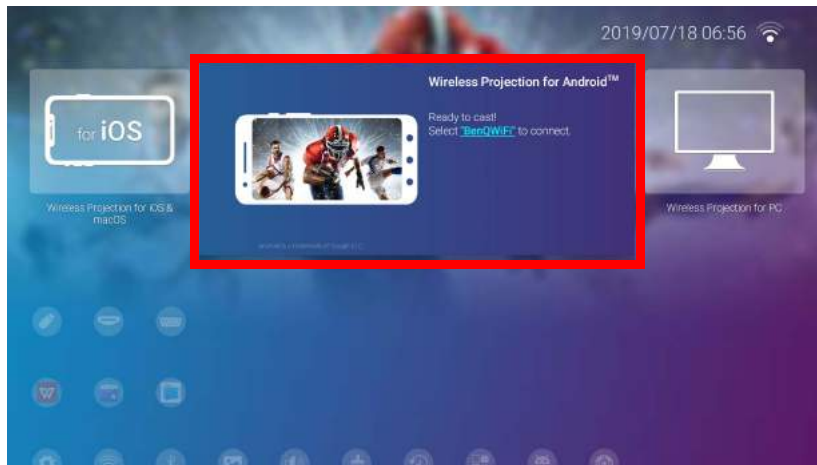 2019/07/18 06:56
for iOS
Wireless Projection for Android™
Ready to cast!
Select "BenQWiFi" to connect.
Wireless Projection for iOS &
macOS
Wireless Projection for PC